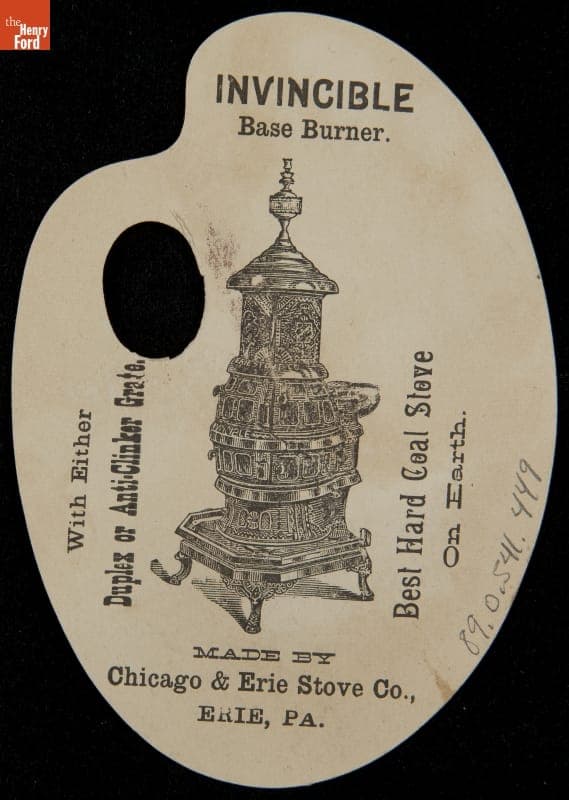 the
Henry
Ford
INVINCIBLE
Base Burner.
With Either
Duplex or Anti-Clinker Grate.
Best Hard Coal Stove
On Earth.
MADE BY
Chicago & Erie Stove Co.,
ERIE, PA.
89.0.541.449